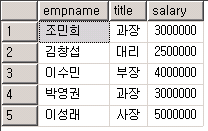 empname title salary
1 조민희 과장 3000000
2 김창섭 대리 2500000
3 이수민 부장 4000000
4 박영권 과장 3000000
5 이성래 사장 5000000